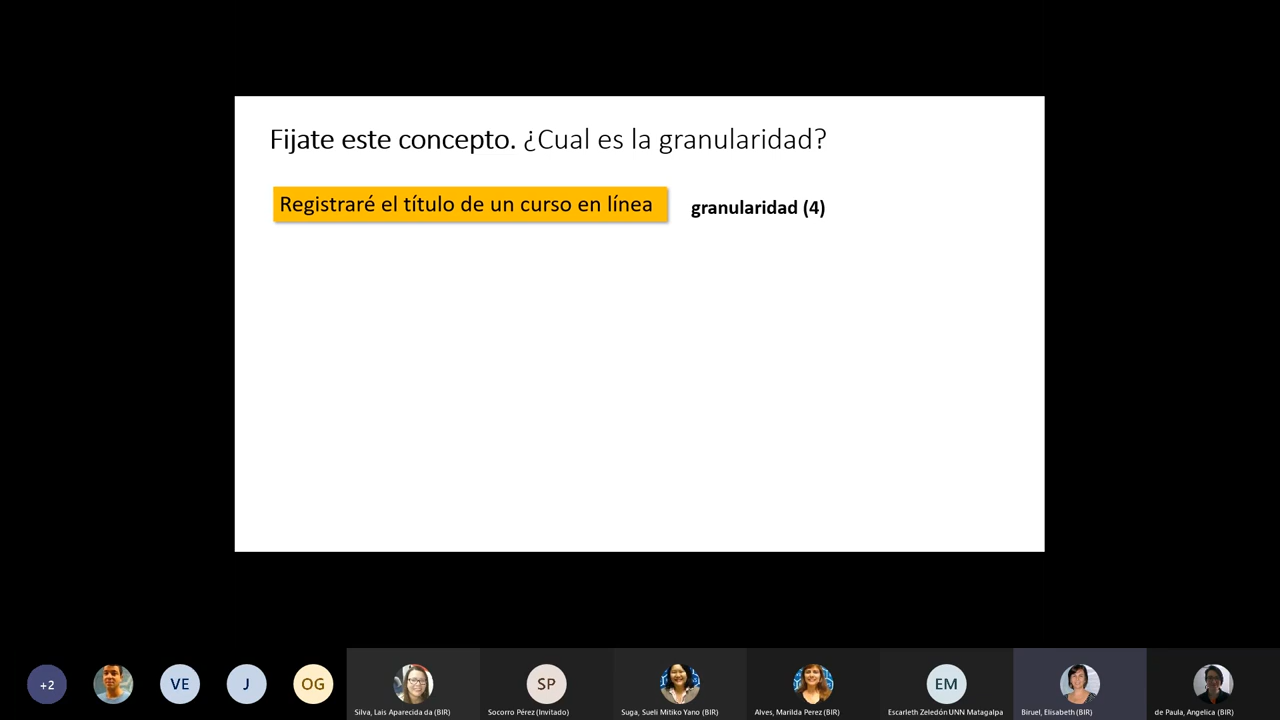 Fijate este concepto. ¿Cual es la granularidad?
Registraré el título de un curso en línea
granularidad (4)
+2
VE
J
OG
SP
EM
Silva, Lais Aparecida da (BIR)
Socorro Pérez (Invitado)
Suga, Sueli Mitiko Yano (BIR)
Alves, Marilda Perez (BIR)
Escarleth Zeledón UNN Matagalpa
Biruel, Elisabeth (BIR)
de Paula, Angelica (BIR)